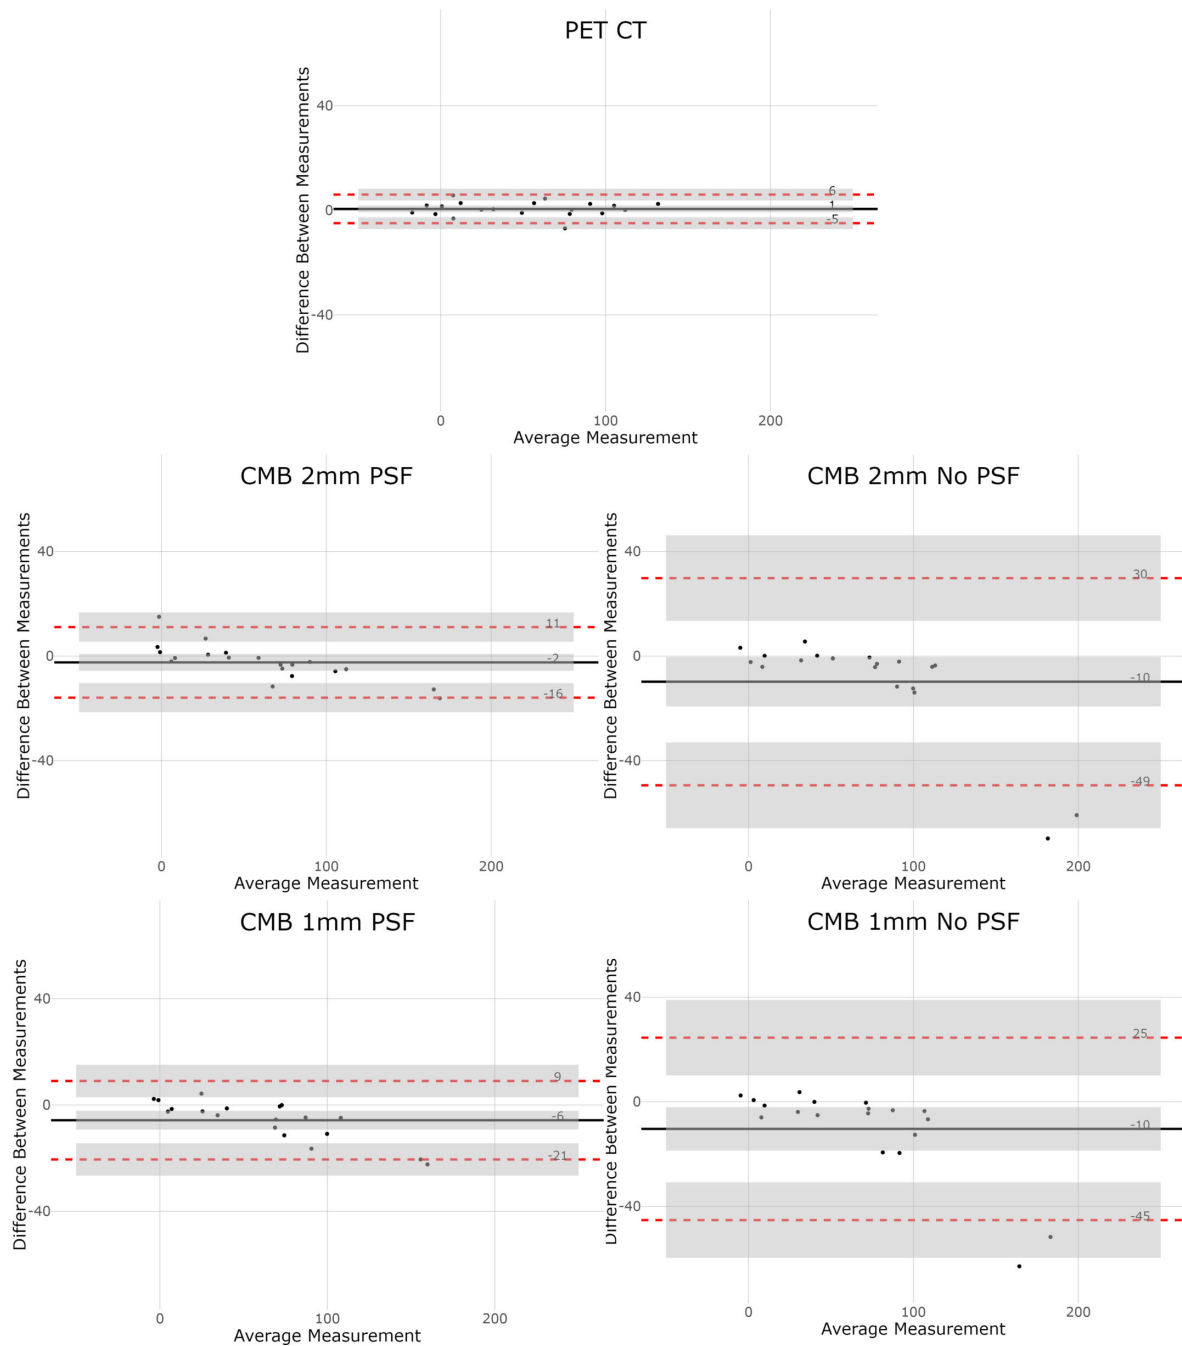 PET CT
Difference Between Measurements
40
0
-40
6
1
-5
0 100 200
Average Measurement
CMB 2mm PSF
Difference Between Measurements
40
0
-40
11
-2
-16
0 100 200
Average Measurement
CMB 2mm No PSF
Difference Between Measurements
40
0
-40
30
-10
-49
0 100 200
Average Measurement
CMB 1mm PSF
Difference Between Measurements
40
0
-40
9
-6
-21
0 100 200
Average Measurement
CMB 1mm No PSF
Difference Between Measurements
40
0
-40
25
-10
-45
0 100 200
Average Measurement